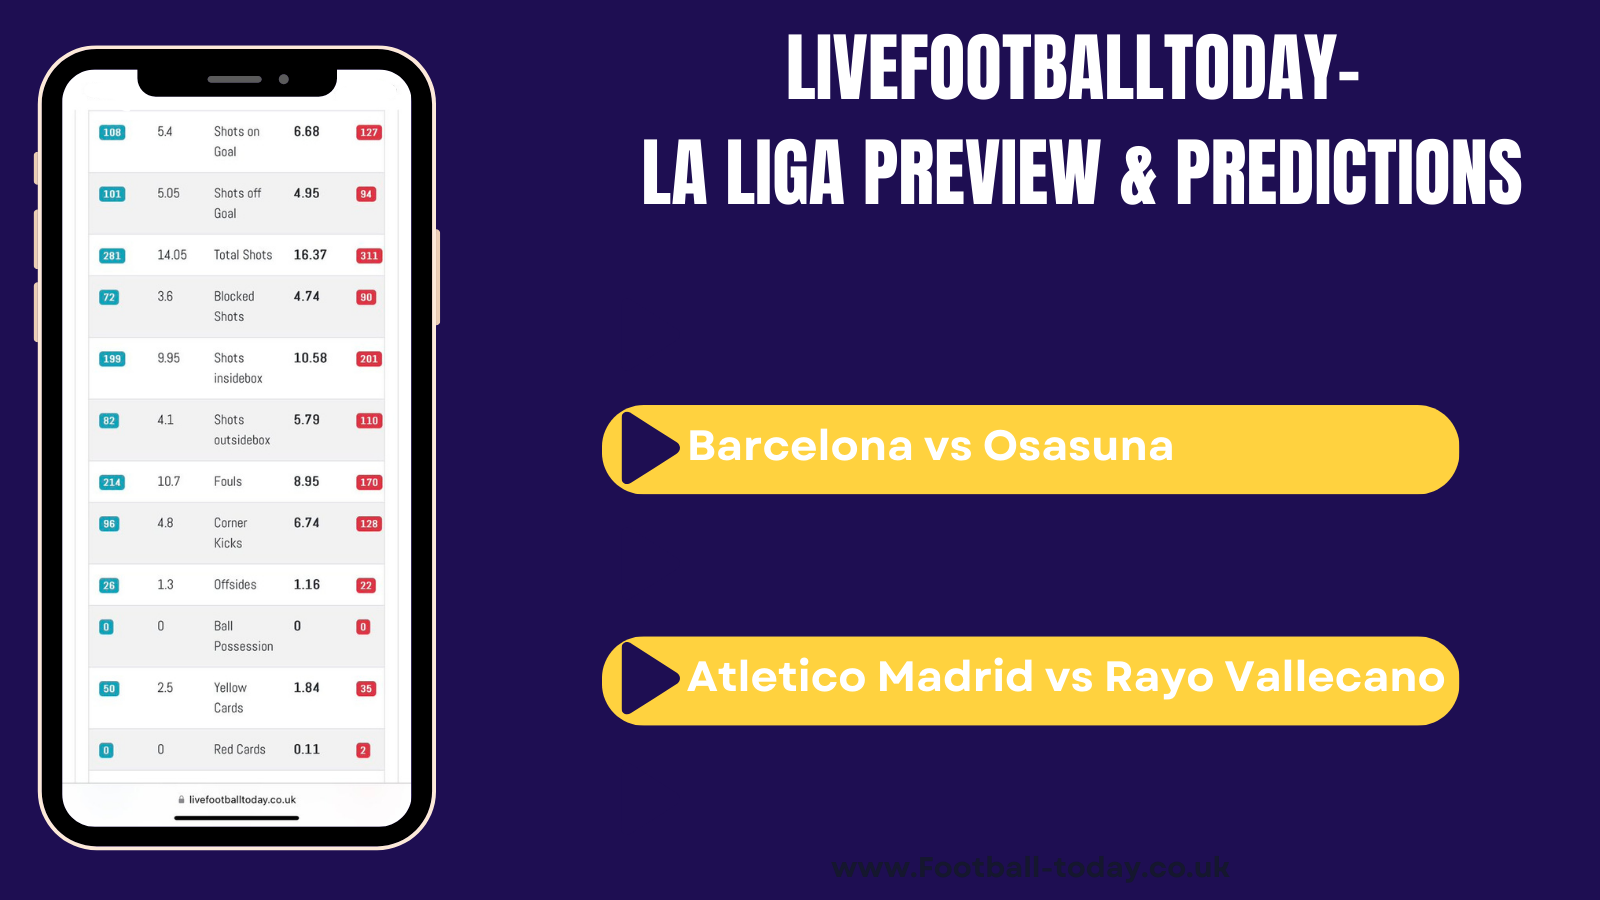 LIVEFOOTBALLTODAY-
LA LIGA PREVIEW & PREDICTIONS
108 5.4 Shots on 6.68 127
Goal
101 5.05 Shots off 4.95 94
Goal
281 14.05 Total Shots 16.37 311
72 3.6 Blocked 4.74 90
Shots
199 9.95 Shots 10.58 201
insidebox
82 4.1 Shots 5.79 110
outsidebox
214 10.7 Fouls 8.95 170
96 4.8 Corner 6.74 128
Kicks
26 1.3 Offsides 1.16 22
0 0 Ball 0 0
Possession
50 2.5 Yellow 1.84 35
Cards
0 0 Red Cards 0.11 2
livefootballtoday.co.uk
Barcelona vs Osasuna
Atletico Madrid vs Rayo Vallecano
www.Football-today.co.uk